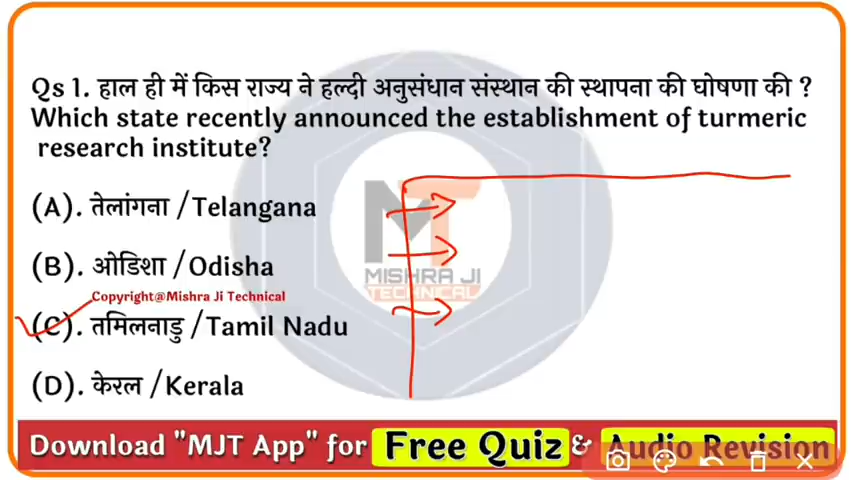 Qs 1. हाल ही में किस राज्य ने हल्दी अनुसंधान संस्थान की स्थापना की घोषणा की ?
Which state recently announced the establishment of turmeric
research institute?
(A). तेलांगना /Telangana
(B). ओडिशा /Odisha
Copyright@Mishra Ji Technical
(C). तमिलनाडु /Tamil Nadu
(D). केरल /Kerala
MT
MISHRA JI
TECHNICAL
Download "MJT App" for Free Quiz & Audio Revision